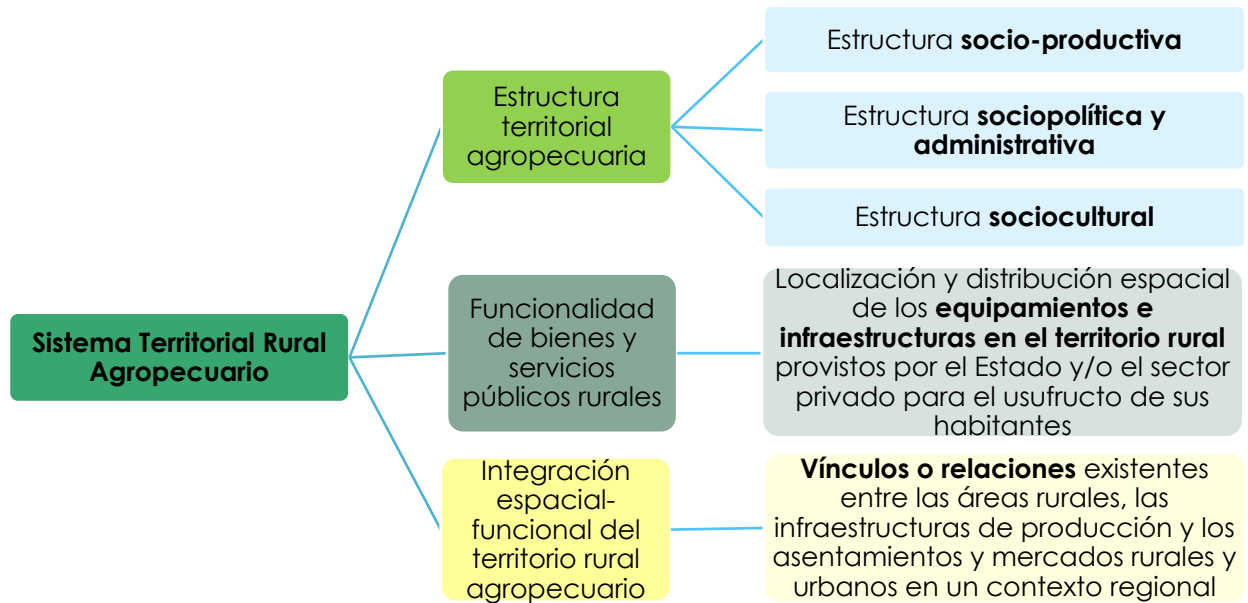 Sistema Territorial Rural
Agropecuario
Estructura
territorial
agropecuaria
Estructura socio-productiva
Estructura sociopolítica y
administrativa
Estructura sociocultural
Funcionalidad
de bienes y
servicios
públicos rurales
Localización y distribución espacial
de los equipamientos e
infraestructuras en el territorio rural
provistos por el Estado y/o el sector
privado para el usufructo de sus
habitantes
Integración
espacial-
funcional del
territorio rural
agropecuario
Vínculos o relaciones existentes
entre las áreas rurales, las
infraestructuras de producción y los
asentamientos y mercados rurales y
urbanos en un contexto regional